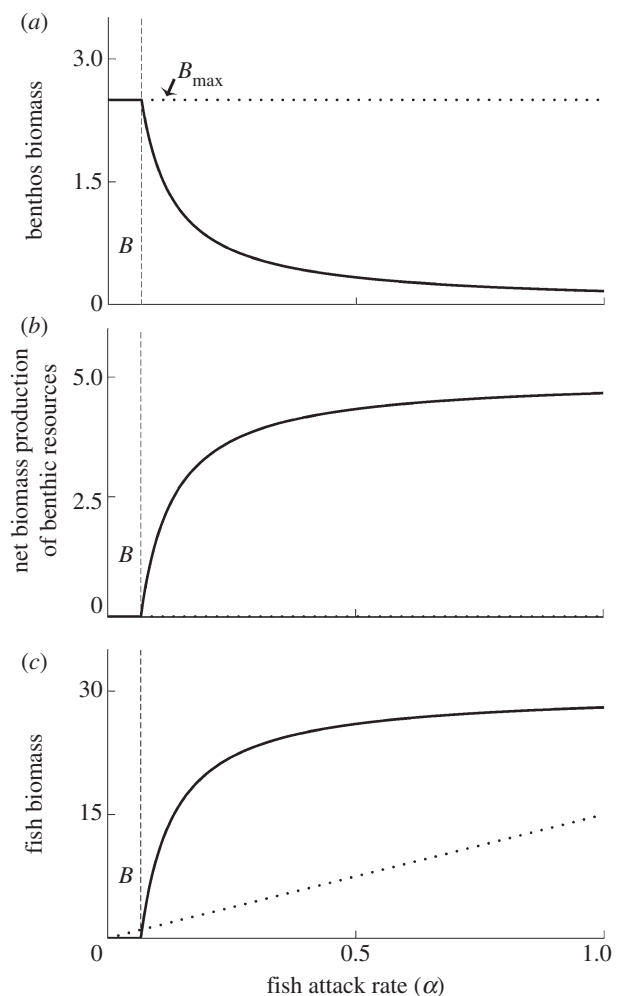 (a)
3.0
B max
benthos biomass
1.5
B
0
(b)
5.0
net biomass production
of benthic resources
2.5
B
0
(c)
30
fish biomass
15
B
0
0.5
1.0
fish attack rate (α)